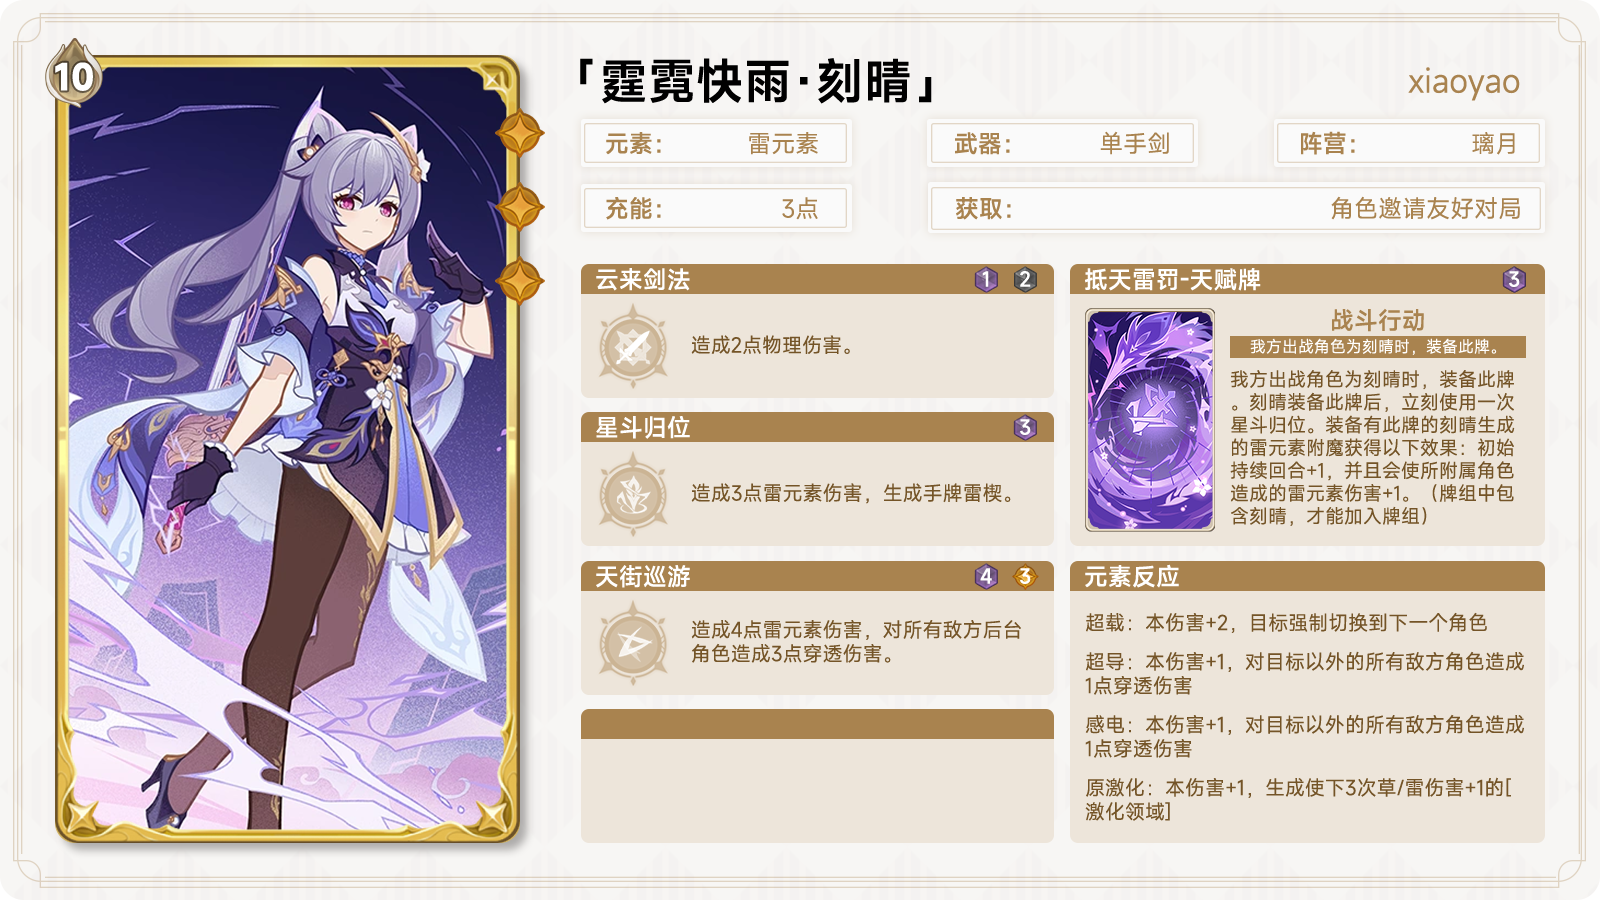 10
「霆霓快雨·刻晴」
xiaoyao
元素： 雷元素
武器： 单手剑
阵营： 璃月
充能： 3点
获取： 角色邀请友好对局
云来剑法 1 2
造成2点物理伤害。
星斗归位 3
造成3点雷元素伤害，生成手牌雷楔。
天街巡游 4 3
造成4点雷元素伤害，对所有敌方后台
角色造成3点穿透伤害。
抵天雷罚-天赋牌 3
战斗行动
我方出战角色为刻晴时，装备此牌。
我方出战角色为刻晴时，装备此牌
。刻晴装备此牌后，立刻使用一次
星斗归位。装备有此牌的刻晴生成
的雷元素附魔获得以下效果：初始
持续回合+1，并且会使所附属角色
造成的雷元素伤害+1。（牌组中包
含刻晴，才能加入牌组）
元素反应
超载：本伤害+2，目标强制切换到下一个角色
超导：本伤害+1，对目标以外的所有敌方角色造成
1点穿透伤害
感电：本伤害+1，对目标以外的所有敌方角色造成
1点穿透伤害
原激化：本伤害+1，生成使下3次草/雷伤害+1的[
激化领域]